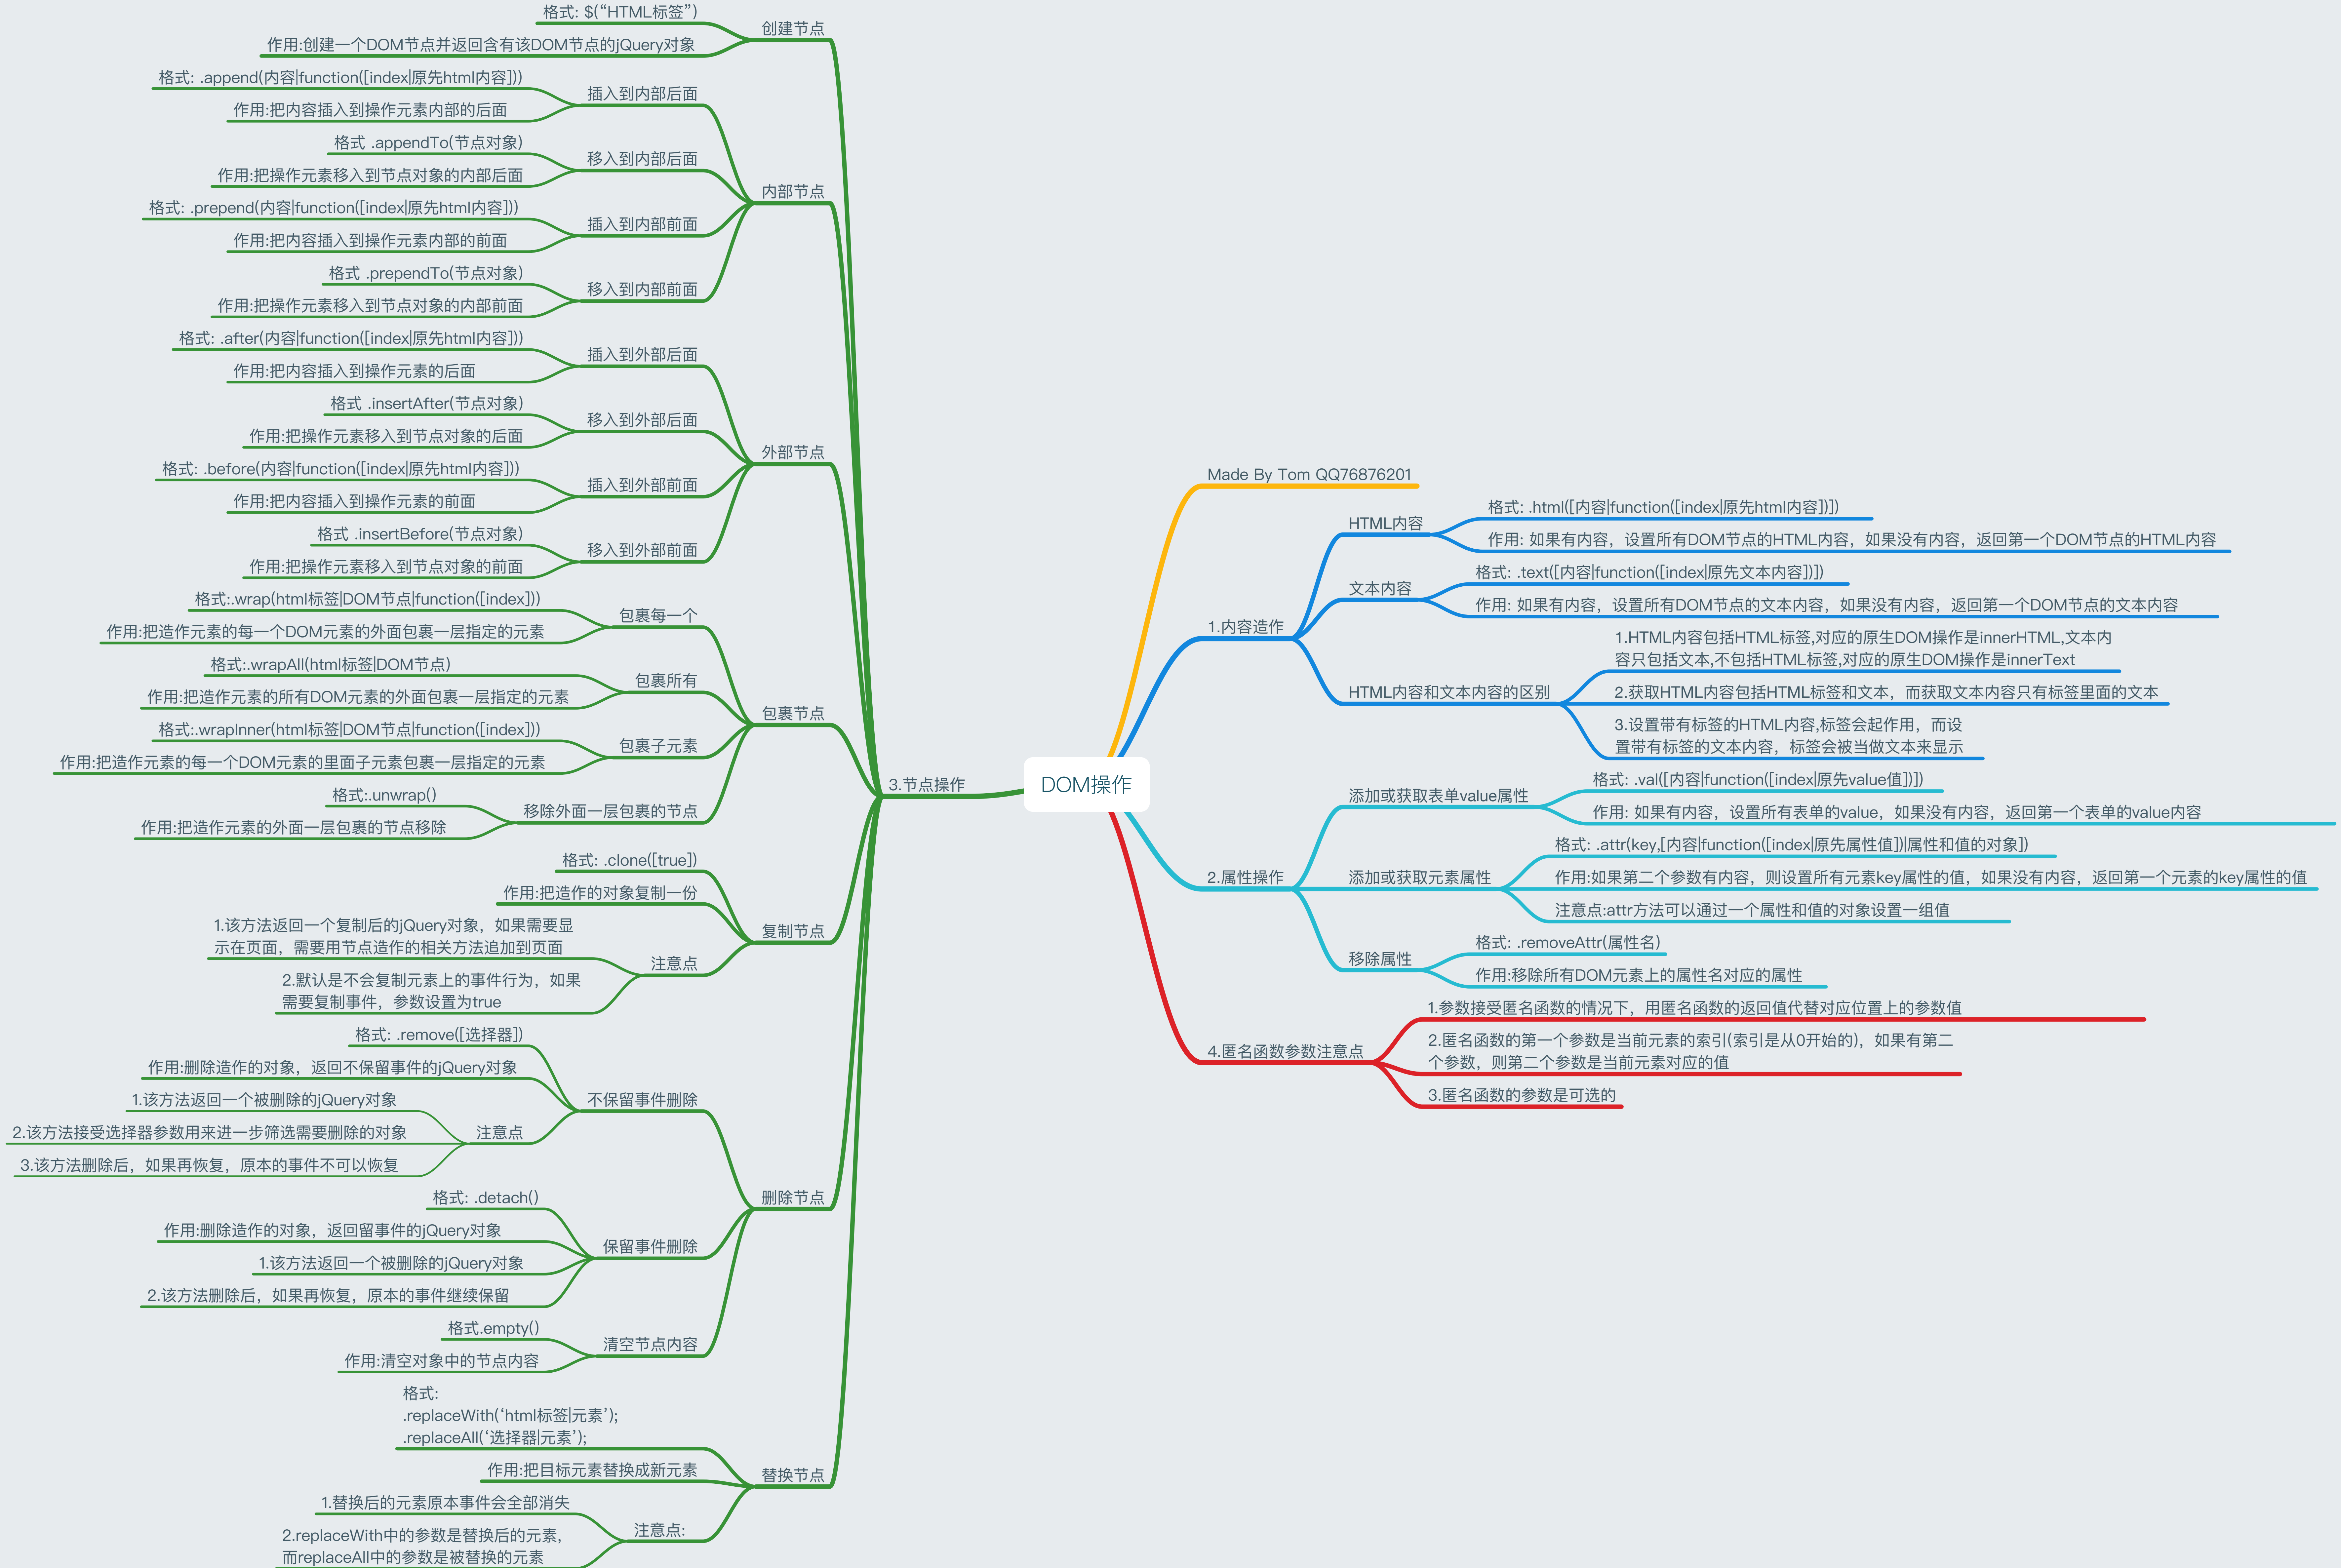 DOM操作
Made By Tom QQ76876201
1.内容造作
HTML内容
格式: .html([内容|function([index|原先html内容])])
作用: 如果有内容，设置所有DOM节点的HTML内容，如果没有内容，返回第一个DOM节点的HTML内容
文本内容
格式: .text([内容|function([index|原先文本内容])])
作用: 如果有内容，设置所有DOM节点的文本内容，如果没有内容，返回第一个DOM节点的文本内容
HTML内容和文本内容的区别
1.HTML内容包括HTML标签,对应的原生DOM操作是innerHTML,文本内
容只包括文本,不包括HTML标签,对应的原生DOM操作是innerText
2.获取HTML内容包括HTML标签和文本，而获取文本内容只有标签里面的文本
3.设置带有标签的HTML内容,标签会起作用，而设
置带有标签的文本内容，标签会被当做文本来显示
2.属性操作
添加或获取表单value属性
格式: .val([内容|function([index|原先value值])])
作用: 如果有内容，设置所有表单的value，如果没有内容，返回第一个表单的value内容
添加或获取元素属性
格式: .attr(key,[内容|function([index|原先属性值])|属性和值的对象])
作用:如果第二个参数有内容，则设置所有元素key属性的值，如果没有内容，返回第一个元素的key属性的值
注意点:attr方法可以通过一个属性和值的对象设置一组值
移除属性
格式: .removeAttr(属性名)
作用:移除所有DOM元素上的属性名对应的属性
4.匿名函数参数注意点
1.参数接受匿名函数的情况下，用匿名函数的返回值代替对应位置上的参数值
2.匿名函数的第一个参数是当前元素的索引(索引是从0开始的)，如果有第二
个参数，则第二个参数是当前元素对应的值
3.匿名函数的参数是可选的
3.节点操作
创建节点
格式: $(“HTML标签”)
作用:创建一个DOM节点并返回含有该DOM节点的jQuery对象
内部节点
插入到内部后面
格式: .append(内容|function([index|原先html内容]))
作用:把内容插入到操作元素内部的后面
移入到内部后面
格式 .appendTo(节点对象)
作用:把操作元素移入到节点对象的内部后面
插入到内部前面
格式: .prepend(内容|function([index|原先html内容]))
作用:把内容插入到操作元素内部的前面
移入到内部前面
格式 .prependTo(节点对象)
作用:把操作元素移入到节点对象的内部前面
外部节点
插入到外部后面
格式: .after(内容|function([index|原先html内容]))
作用:把内容插入到操作元素的后面
移入到外部后面
格式 .insertAfter(节点对象)
作用:把操作元素移入到节点对象的后面
插入到外部前面
格式: .before(内容|function([index|原先html内容]))
作用:把内容插入到操作元素的前面
移入到外部前面
格式 .insertBefore(节点对象)
作用:把操作元素移入到节点对象的前面
包裹节点
包裹每一个
格式:.wrap(html标签|DOM节点|function([index]))
作用:把造作元素的每一个DOM元素的外面包裹一层指定的元素
包裹所有
格式:.wrapAll(html标签|DOM节点)
作用:把造作元素的所有DOM元素的外面包裹一层指定的元素
包裹子元素
格式:.wrapInner(html标签|DOM节点|function([index]))
作用:把造作元素的每一个DOM元素的里面子元素包裹一层指定的元素
移除外面一层包裹的节点
格式:.unwrap()
作用:把造作元素的外面一层包裹的节点移除
复制节点
格式: .clone([true])
作用:把造作的对象复制一份
注意点
1.该方法返回一个复制后的jQuery对象，如果需要显
示在页面，需要用节点造作的相关方法追加到页面
2.默认是不会复制元素上的事件行为，如果
需要复制事件，参数设置为true
删除节点
不保留事件删除
格式: .remove([选择器])
作用:删除造作的对象，返回不保留事件的jQuery对象
注意点
1.该方法返回一个被删除的jQuery对象
2.该方法接受选择器参数用来进一步筛选需要删除的对象
3.该方法删除后，如果再恢复，原本的事件不可以恢复
保留事件删除
格式: .detach()
作用:删除造作的对象，返回留事件的jQuery对象
1.该方法返回一个被删除的jQuery对象
2.该方法删除后，如果再恢复，原本的事件继续保留
清空节点内容
格式.empty()
作用:清空对象中的节点内容
替换节点
格式:
.replaceWith(‘html标签|元素’);
.replaceAll(‘选择器|元素’);
作用:把目标元素替换成新元素
注意点:
1.替换后的元素原本事件会全部消失
2.replaceWith中的参数是替换后的元素,
而replaceAll中的参数是被替换的元素